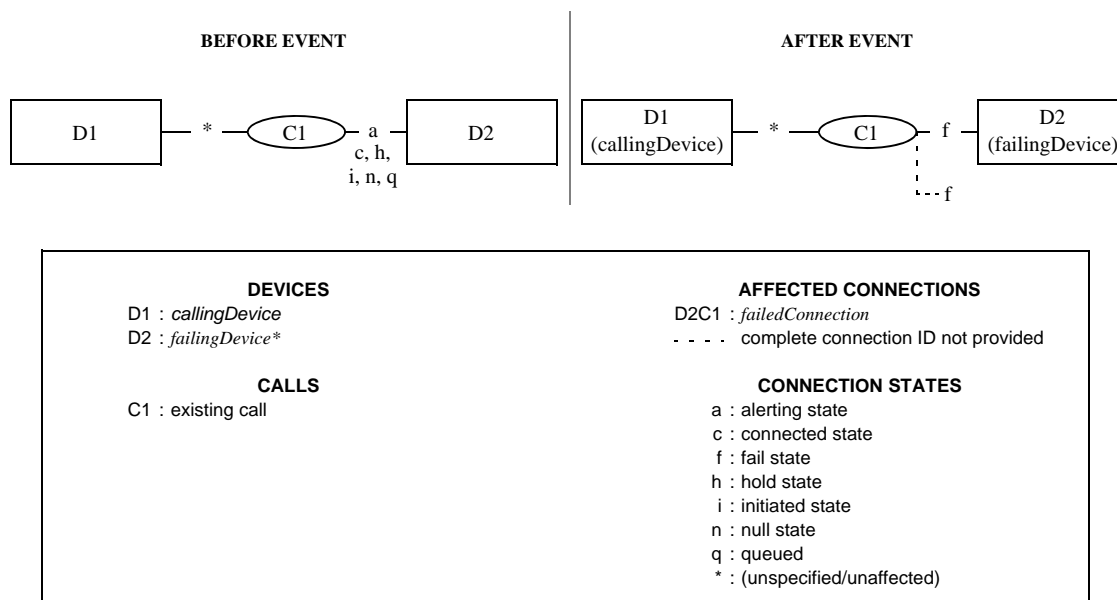 BEFORE EVENT
AFTER EVENT
D1
*
C1
a
c, h,
i, n, q
D2
D1
(callingDevice)
*
C1
f
D2
(failingDevice)
f
DEVICES
D1 : callingDevice
D2 : failingDevice*
CALLS
C1 : existing call
AFFECTED CONNECTIONS
D2C1 : failedConnection
- - - - complete connection ID not provided
CONNECTION STATES
a : alerting state
c : connected state
f : fail state
h : hold state
i : initiated state
n : null state
q : queued
* : (unspecified/unaffected)